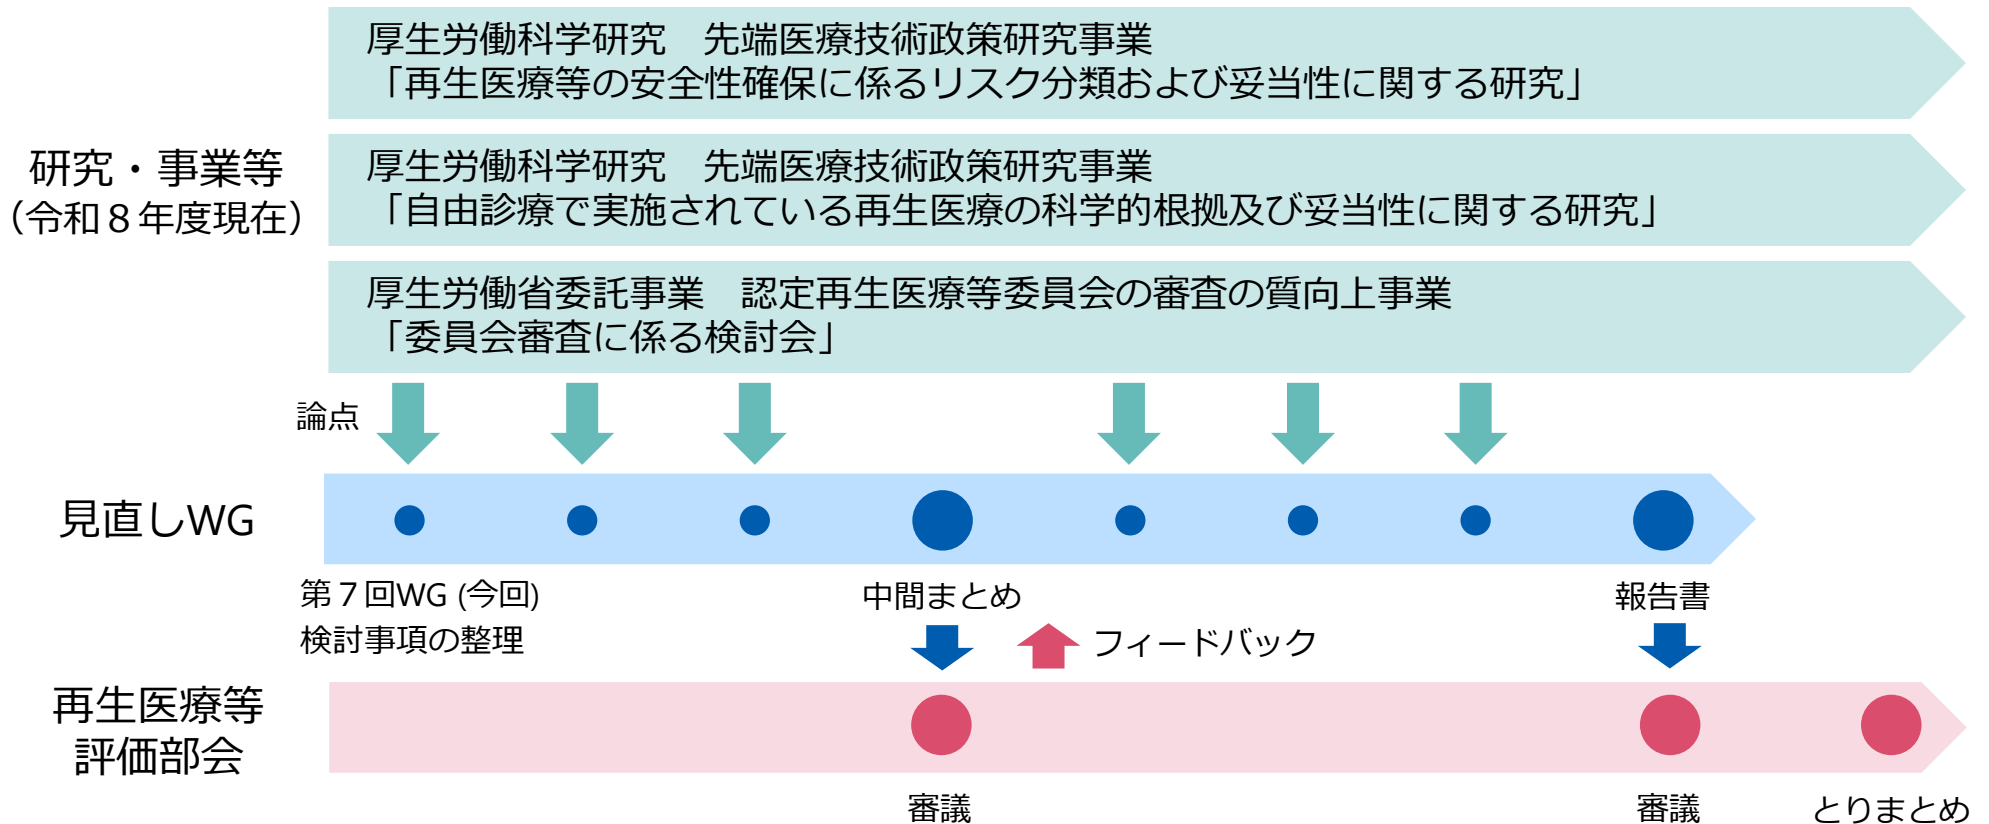 厚生労働科学研究　先端医療技術政策研究事業
「再生医療等の安全性確保に係るリスク分類および妥当性に関する研究」
研究・事業等
（令和８年度現在）
厚生労働科学研究　先端医療技術政策研究事業
「自由診療で実施されている再生医療の科学的根拠及び妥当性に関する研究」
厚生労働省委託事業　認定再生医療等委員会の審査の質向上事業
「委員会審査に係る検討会」
論点
見直しWG
第７回WG (今回)
検討事項の整理
中間まとめ
報告書
フィードバック
再生医療等
評価部会
審議
審議
とりまとめ